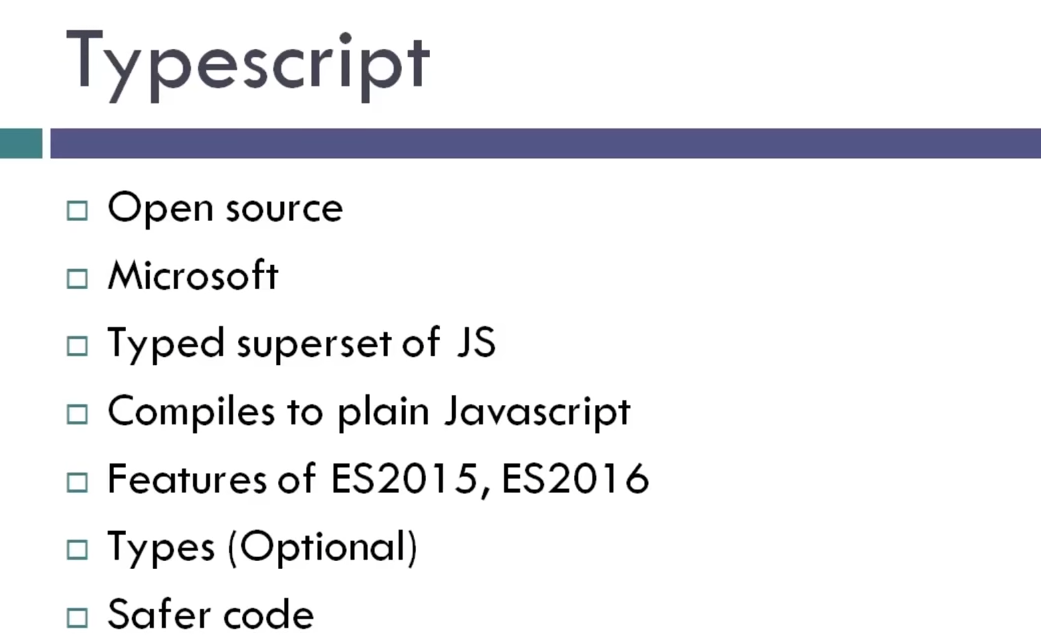 Typescript
Open source
Microsoft
Typed superset of JS
Compiles to plain Javascript
Features of ES2015, ES2016
Types (Optional)
Safer code